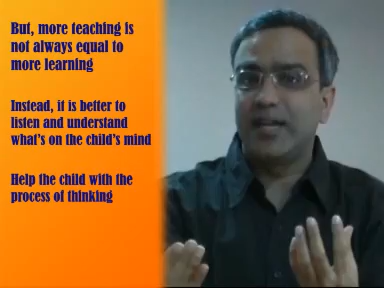 But, more teaching is
not always equal to
more learning
Instead, it is better to
listen and understand
what's on the child's mind
Help the child with the
process of thinking